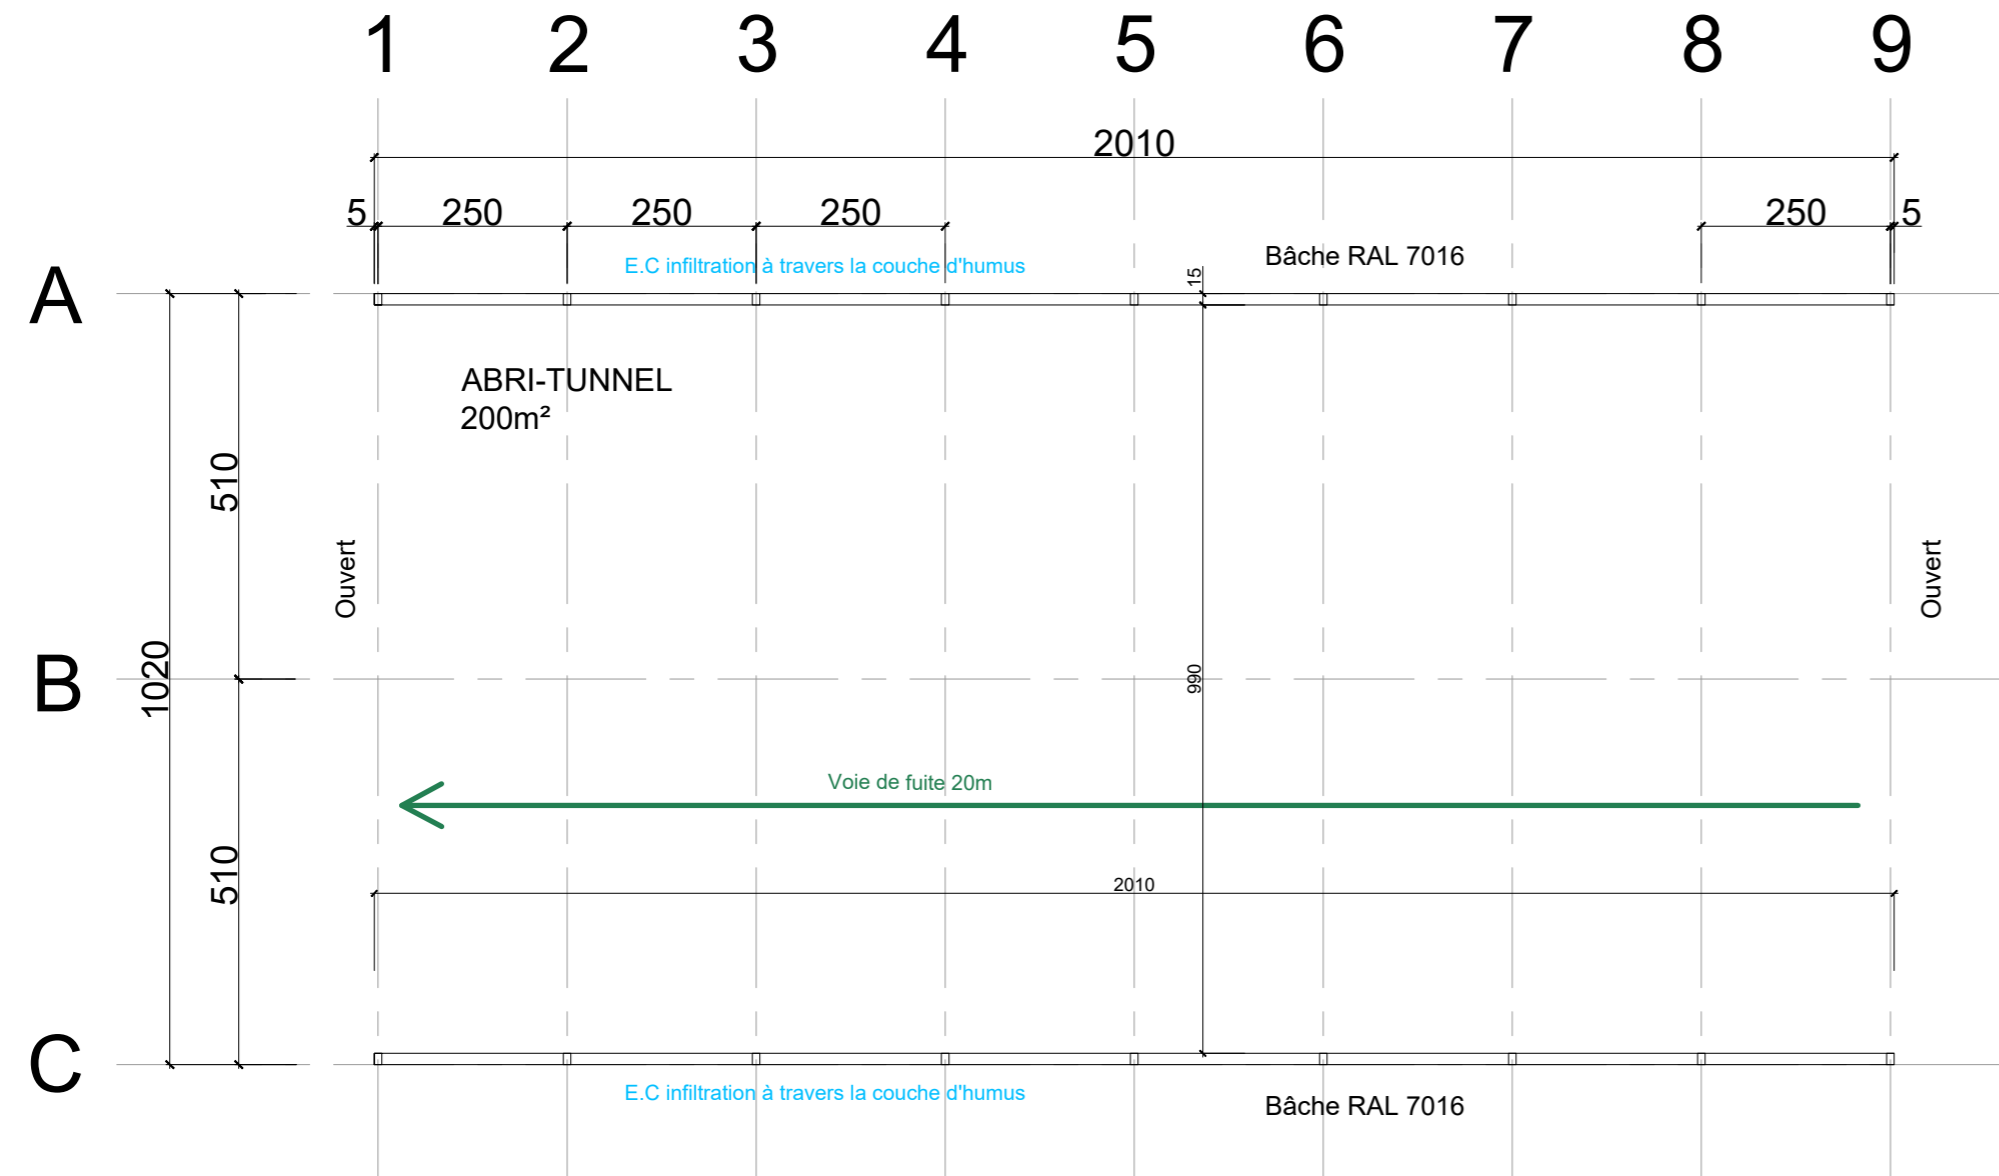 1 2 3 4 5 6 7 8 9
2010
5 250 250 250 250 5
E.C infiltration à travers la couche d'humus
Bâche RAL 7016
15
A
ABRI-TUNNEL
200m²
510
Ouvert
Ouvert
1020
B
990
Voie de fuite 20m
510
2010
C
E.C infiltration à travers la couche d'humus
Bâche RAL 7016